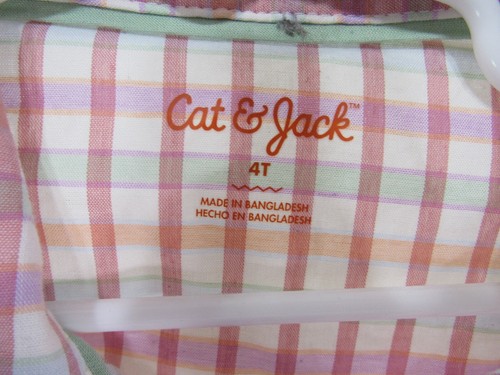 Cat & Jack™
4T
MADE IN BANGLADESH
HECHO EN BANGLADESH